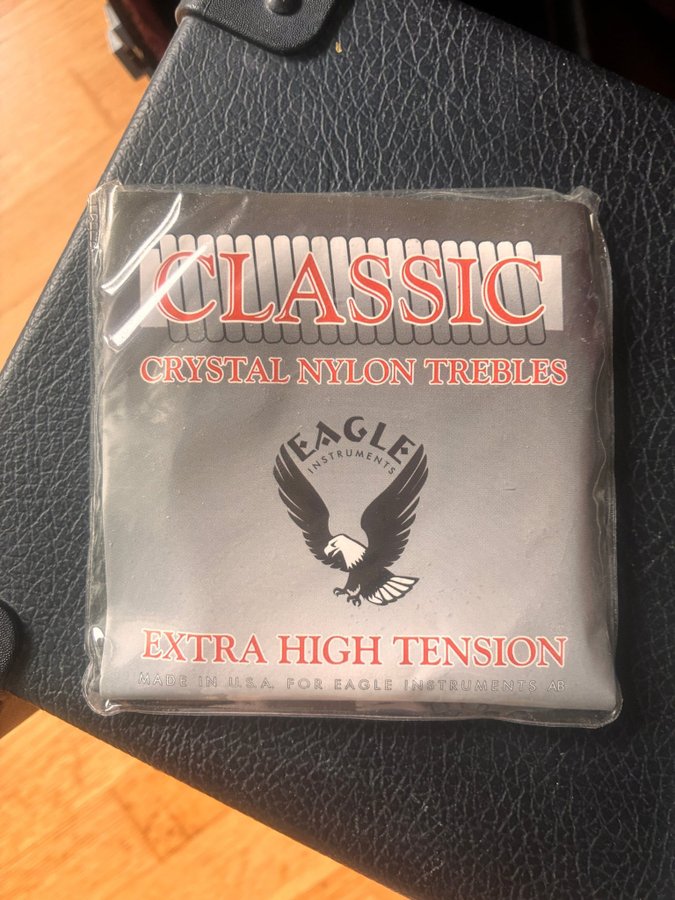 CLASSIC
CRYSTAL NYLON TREBLES
EAGLE
INSTRUMENTS
EXTRA HIGH TENSION
MADE IN U.S.A. FOR EAGLE INSTRUMENTS AB